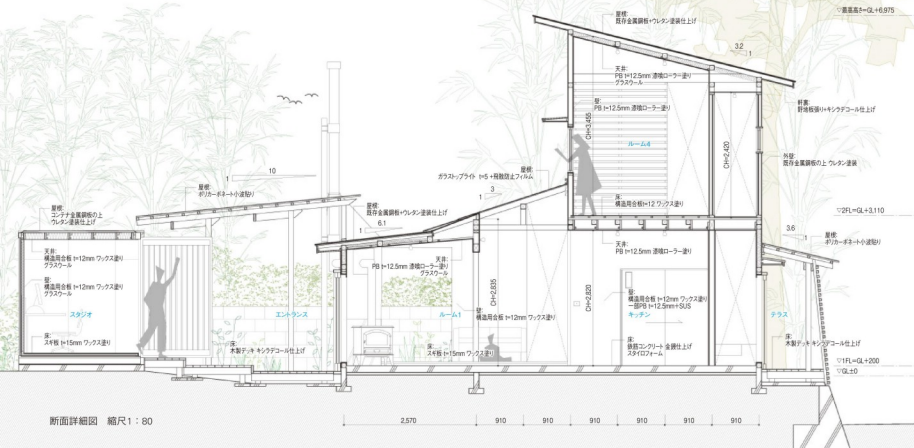 ▽最高高さ=GL+6,975
屋根:
既存金属鋼板+ウレタン塗装仕上げ
3.2
1
天井:
PB t=12.5mm 漆喰ローラー塗り
グラスウール
壁:
PB t=12.5mm 漆喰ローラー塗り
CH=3,455
ルーム4
CH=2,420
軒裏:
野地板張り+キシラデコール仕上げ
外壁:
既存金属鋼板の上 ウレタン塗装
床:
構造用合板t=12 ワックス塗り
▽2FL=GL+3,110
10
1
屋根:
ポリカーボネート小波貼り
屋根:
コンテナ金属鋼板の上
ウレタン塗装仕上げ
屋根:
既存金属鋼板+ウレタン塗装仕上げ
6.1
1
屋根:
ガラストップライト t=5 +飛散防止フィルム
3
1
3.6
1
屋根:
ポリカーボネート小波貼り
天井:
構造用合板 t=12mm ワックス塗り
グラスウール
壁:
構造用合板 t=12mm ワックス塗り
グラスウール
スタジオ
床:
スギ板 t=15mm ワックス塗り
エントランス
床:
木製デッキ キシラデコール仕上げ
天井:
PB t=12.5mm 漆喰ローラー塗り
グラスウール
ルーム1
CH=2,835
壁:
構造用合板 t=12mm ワックス塗り
床:
スギ板 t=15mm ワックス塗り
天井:
PB t=12.5mm 漆喰ローラー塗り
CH=2,820
壁:
構造用合板 t=12mm ワックス塗り
一部PB t=12.5mm+SUS
キッチン
床:
鉄筋コンクリート 金鏝仕上げ
スタイロフォーム
テラス
床:
木製デッキ キシラデコール仕上げ
▽1FL=GL+200
▽GL±0
断面詳細図 縮尺1:80
2,570
910
910
910
910
910
910